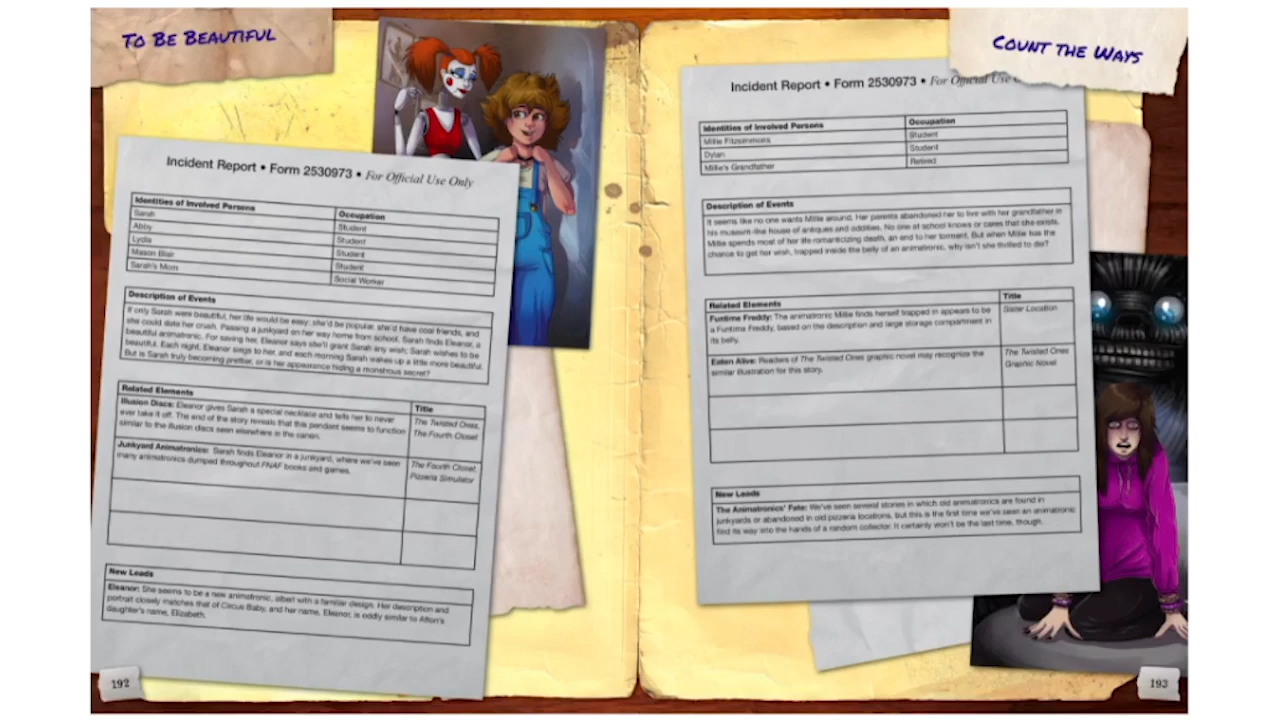 To Be Beautiful
Incident Report • Form 2530973 • For Official Use Only
Identities of Involved Persons Occupation
Sarah Student
Abby Student
Lydia Student
Mason Blair Student
Sarah's Mom Social Worker
Description of Events
If only Sarah were beautiful, her life would be easy: she'd be popular, she'd have cool friends, and
she could date her crush. Passing a junkyard on her way home from school, Sarah finds Eleanor, a
beautiful animatronic. For saving her, Eleanor says she'll grant Sarah any wish; Sarah wishes to be
beautiful. Each night, Eleanor sings to her, and each morning Sarah wakes up a little more beautiful.
But is Sarah truly becoming prettier, or is her appearance hiding a monstrous secret?
Related Elements Title
Illusion Discs: Eleanor gives Sarah a special necklace and tells her to never
ever take it off. The end of the story reveals that this pendant seems to function
similar to the illusion discs seen elsewhere in the canon.
The Twisted Ones,
The Fourth Closet
Junkyard Animatronics: Sarah finds Eleanor in a junkyard, where we've seen
many animatronics dumped throughout FNAF books and games.
The Fourth Closet,
Pizzeria Simulator
New Leads
Eleanor: She seems to be a new animatronic, albeit with a familiar design. Her description and
portrait closely matches that of Circus Baby, and her name, Eleanor, is oddly similar to Afton's
daughter's name, Elizabeth.
192
Count the Ways
Incident Report • Form 2530973 • For Official Use
Identities of Involved Persons Occupation
Millie Fitzsimmons Student
Dylan Student
Millie's Grandfather Retired
Description of Events
It seems like no one wants Millie around. Her parents abandoned her to live with her grandfather in
his museum-like house of antiques and oddities. No one at school knows or cares that she exists.
Millie spends most of her life romanticizing death, an end to her torment. But when Millie has the
chance to get her wish, trapped inside the belly of an animatronic, why isn't she thrilled to die?
Related Elements Title
Funtime Freddy: The animatronic Millie finds herself trapped in appears to be
a Funtime Freddy, based on the description and large storage compartment in
its belly.
Sister Location
Eaten Alive: Readers of The Twisted Ones graphic novel may recognize the
similar illustration for this story.
The Twisted Ones
Graphic Novel
New Leads
The Animatronics' Fate: We've seen several stories in which old animatronics are found in
junkyards or abandoned in old pizzeria locations, but this is the first time we've seen an animatronic
find its way into the hands of a random collector. It certainly won't be the last time, though.
193